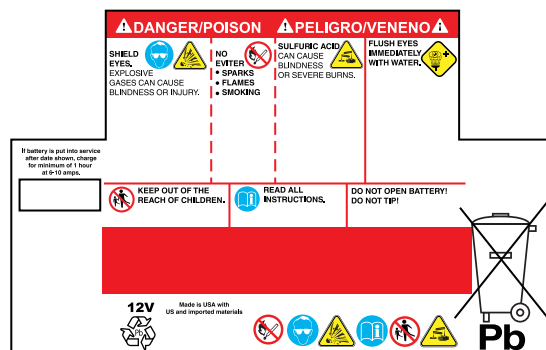 DANGER/POISON
PELIGRO/VENENO
SHIELD
EYES.
EXPLOSIVE
GASES CAN CAUSE
BLINDNESS OR INJURY.
NO
EVITER
• SPARKS
• FLAMES
• SMOKING
SULFURIC ACID
CAN CAUSE
BLINDNESS
OR SEVERE BURNS.
FLUSH EYES
IMMEDIATELY
WITH WATER.
If battery is put into service
after date shown, charge
for minimum of 1 hour
at 6-10 amps.
KEEP OUT OF THE
REACH OF CHILDREN.
READ ALL
INSTRUCTIONS.
DO NOT OPEN BATTERY!
DO NOT TIP!
12V
Pb
Made is USA with
US and imported materials
Pb